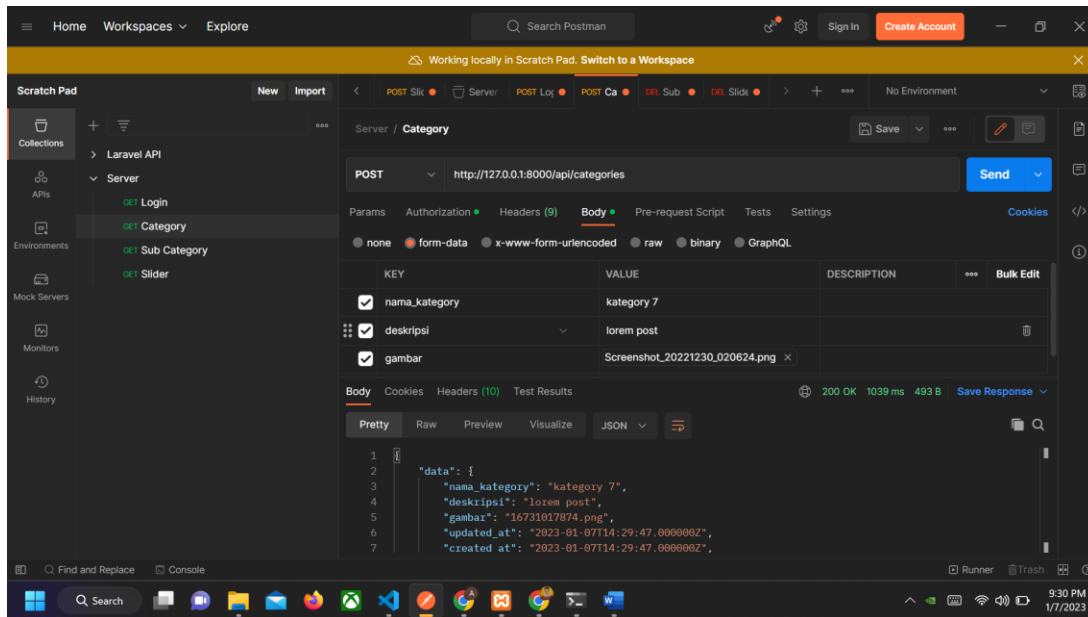 Home Workspaces Explore Search Postman Sign In Create Account
Working locally in Scratch Pad. Switch to a Workspace
Scratch Pad New Import POST Slic Server POST Log POST Ca DEL Sub DEL Slide No Environment
Collections
APIs
Environments
Mock Servers
Monitors
History
Laravel API
Server
GET Login
GET Category
GET Sub Category
GET Slider
Server / Category Save
POST http://127.0.0.1:8000/api/categories Send
Params Authorization Headers (9) Body Pre-request Script Tests Settings Cookies
none form-data x-www-form-urlencoded raw binary GraphQL
KEY VALUE DESCRIPTION Bulk Edit
nama_kategory kategory 7
deskripsi lorem post
gambar Screenshot_20221230_020624.png
Body Cookies Headers (10) Test Results 200 OK 1039 ms 493 B Save Response
Pretty Raw Preview Visualize JSON
1 {
2 "data": {
3 "nama_kategory": "kategory 7",
4 "deskripsi": "lorem post",
5 "gambar": "16731017874.png",
6 "updated_at": "2023-01-07T14:29:47.000000Z",
7 "created_at": "2023-01-07T14:29:47.000000Z",
Find and Replace Console Runner Trash
Search 9:30 PM
1/7/2023